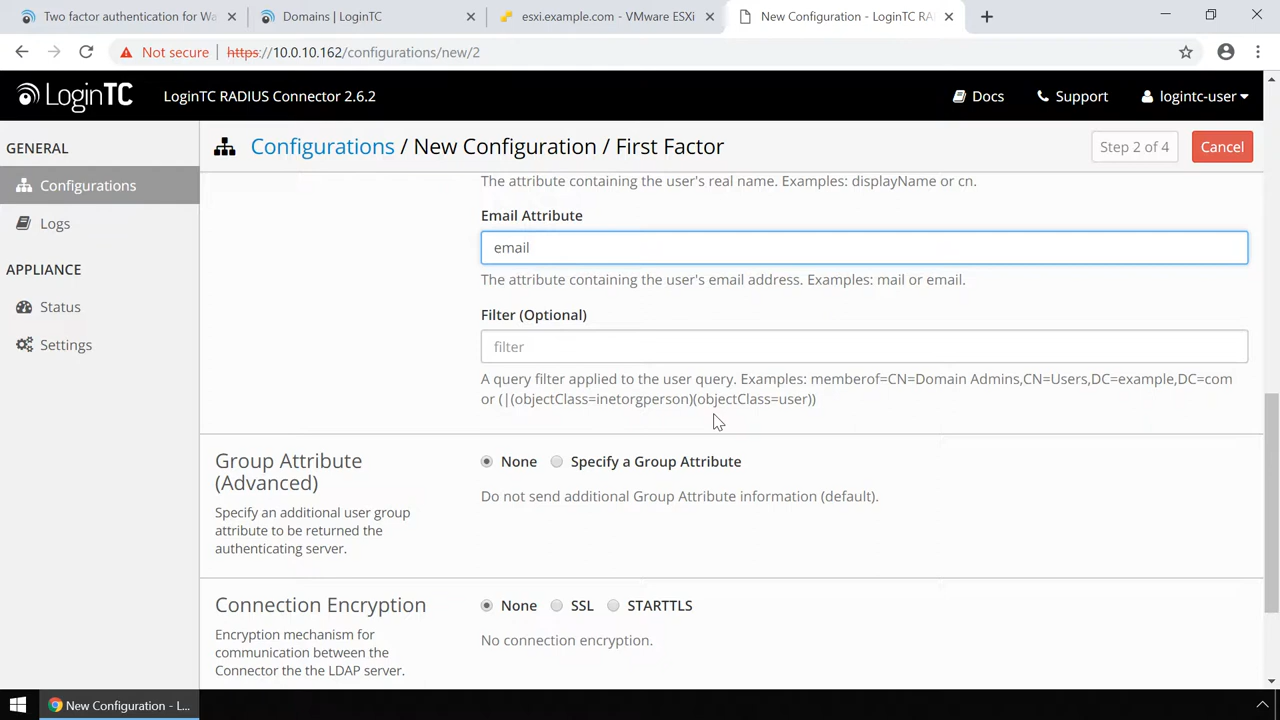 Two factor authentication for Wa
Domains | LoginTC
esxi.example.com - VMware ESXi
New Configuration - LoginTC RA
Not secure
https://10.0.10.162/configurations/new/2
LoginTC
LoginTC RADIUS Connector 2.6.2
Docs
Support
logintc-user
GENERAL
Configurations
Logs
APPLIANCE
Status
Settings
Configurations / New Configuration / First Factor
Step 2 of 4
Cancel
The attribute containing the user's real name. Examples: displayName or cn.
Email Attribute
email
The attribute containing the user's email address. Examples: mail or email.
Filter (Optional)
filter
A query filter applied to the user query. Examples: memberof=CN=Domain Admins,CN=Users,DC=example,DC=com
or (|(objectClass=inetorgperson)(objectClass=user))
Group Attribute
(Advanced)
Specify an additional user group
attribute to be returned the
authenticating server.
None
Specify a Group Attribute
Do not send additional Group Attribute information (default).
Connection Encryption
Encryption mechanism for
communication between the
Connector the the LDAP server.
None
SSL
STARTTLS
No connection encryption.
New Configuration - L...